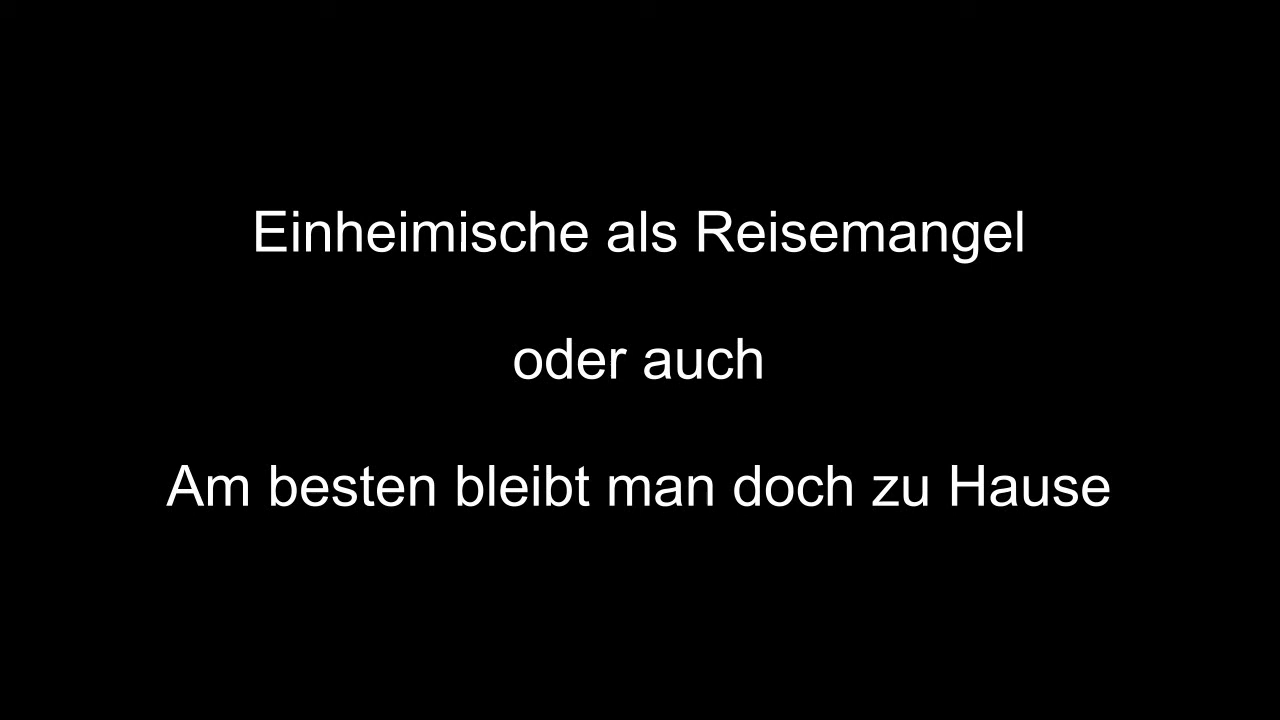 Einheimische als Reisemangel
oder auch
Am besten bleibt man doch zu Hause